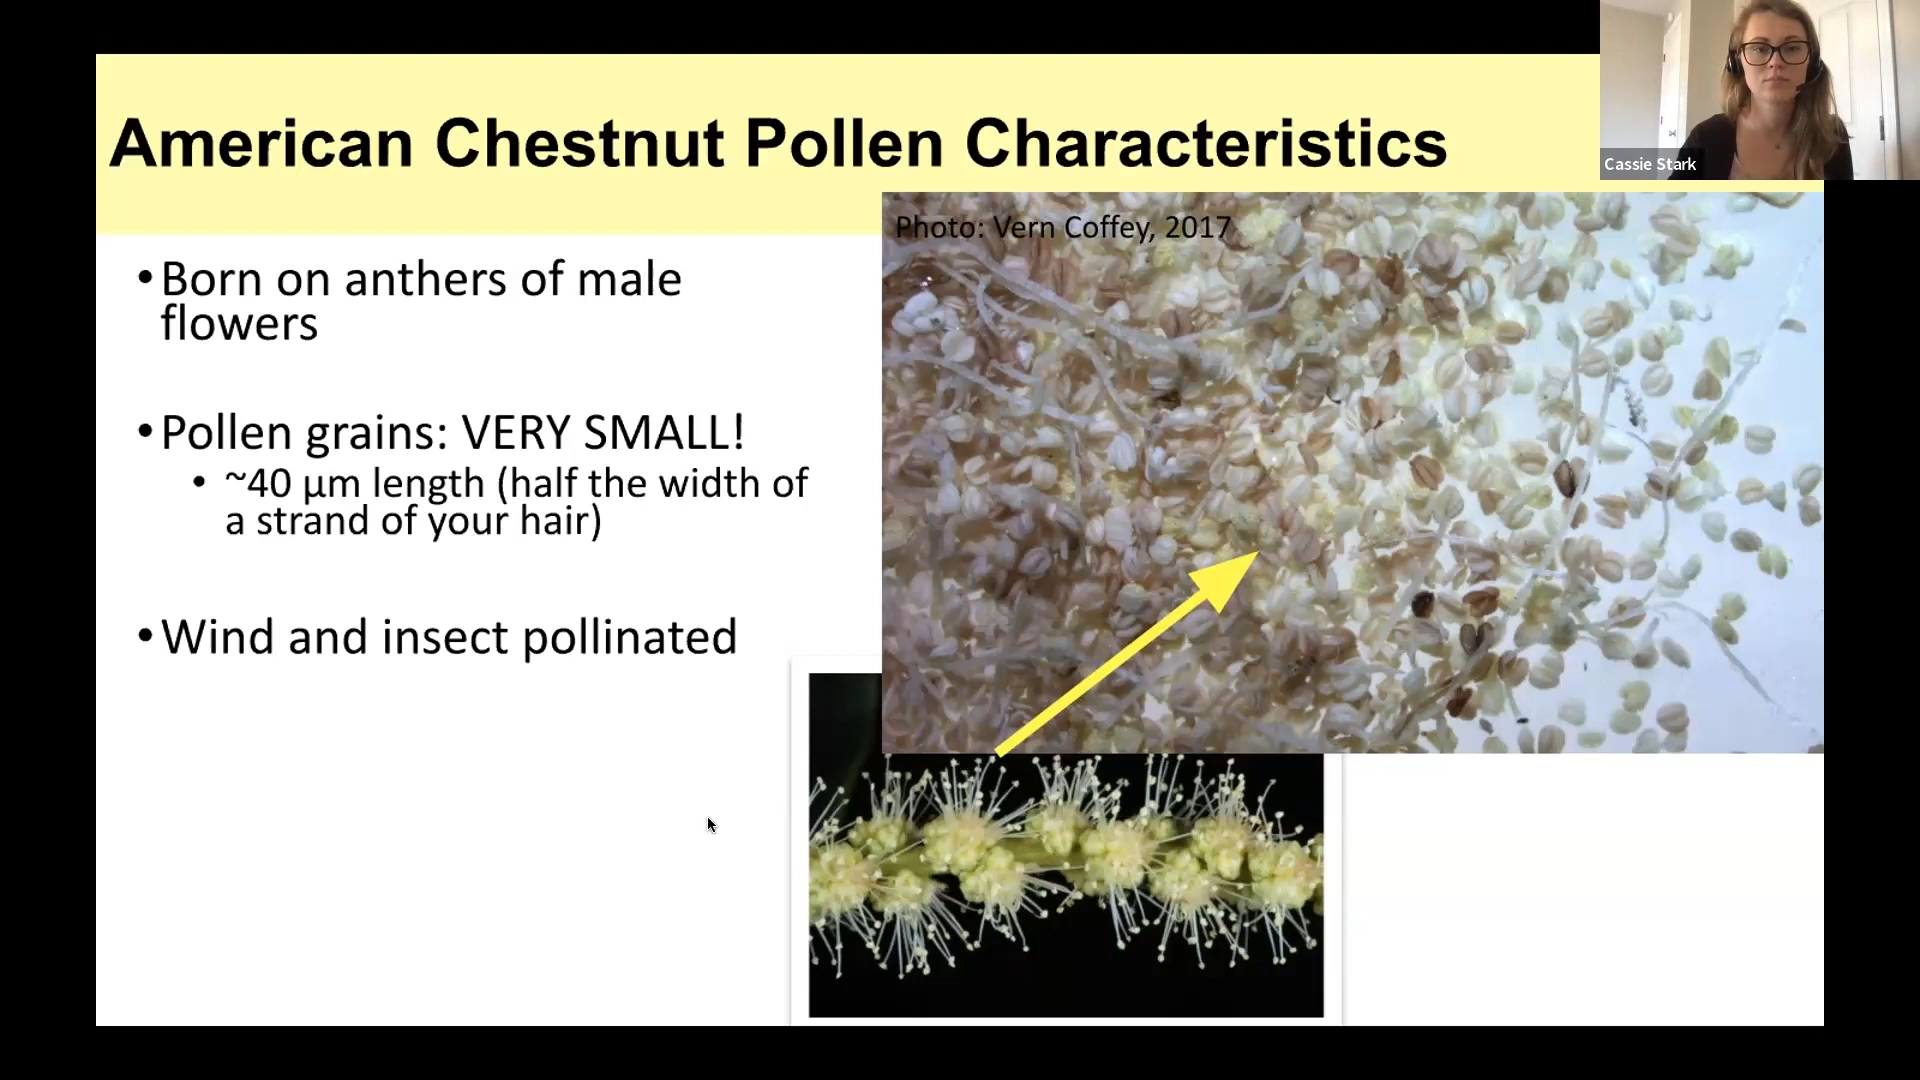 American Chestnut Pollen Characteristics
Cassie Stark
Photo: Vern Coffey, 2017
•Born on anthers of male
flowers
•Pollen grains: VERY SMALL!
• ~40 µm length (half the width of
a strand of your hair)
•Wind and insect pollinated